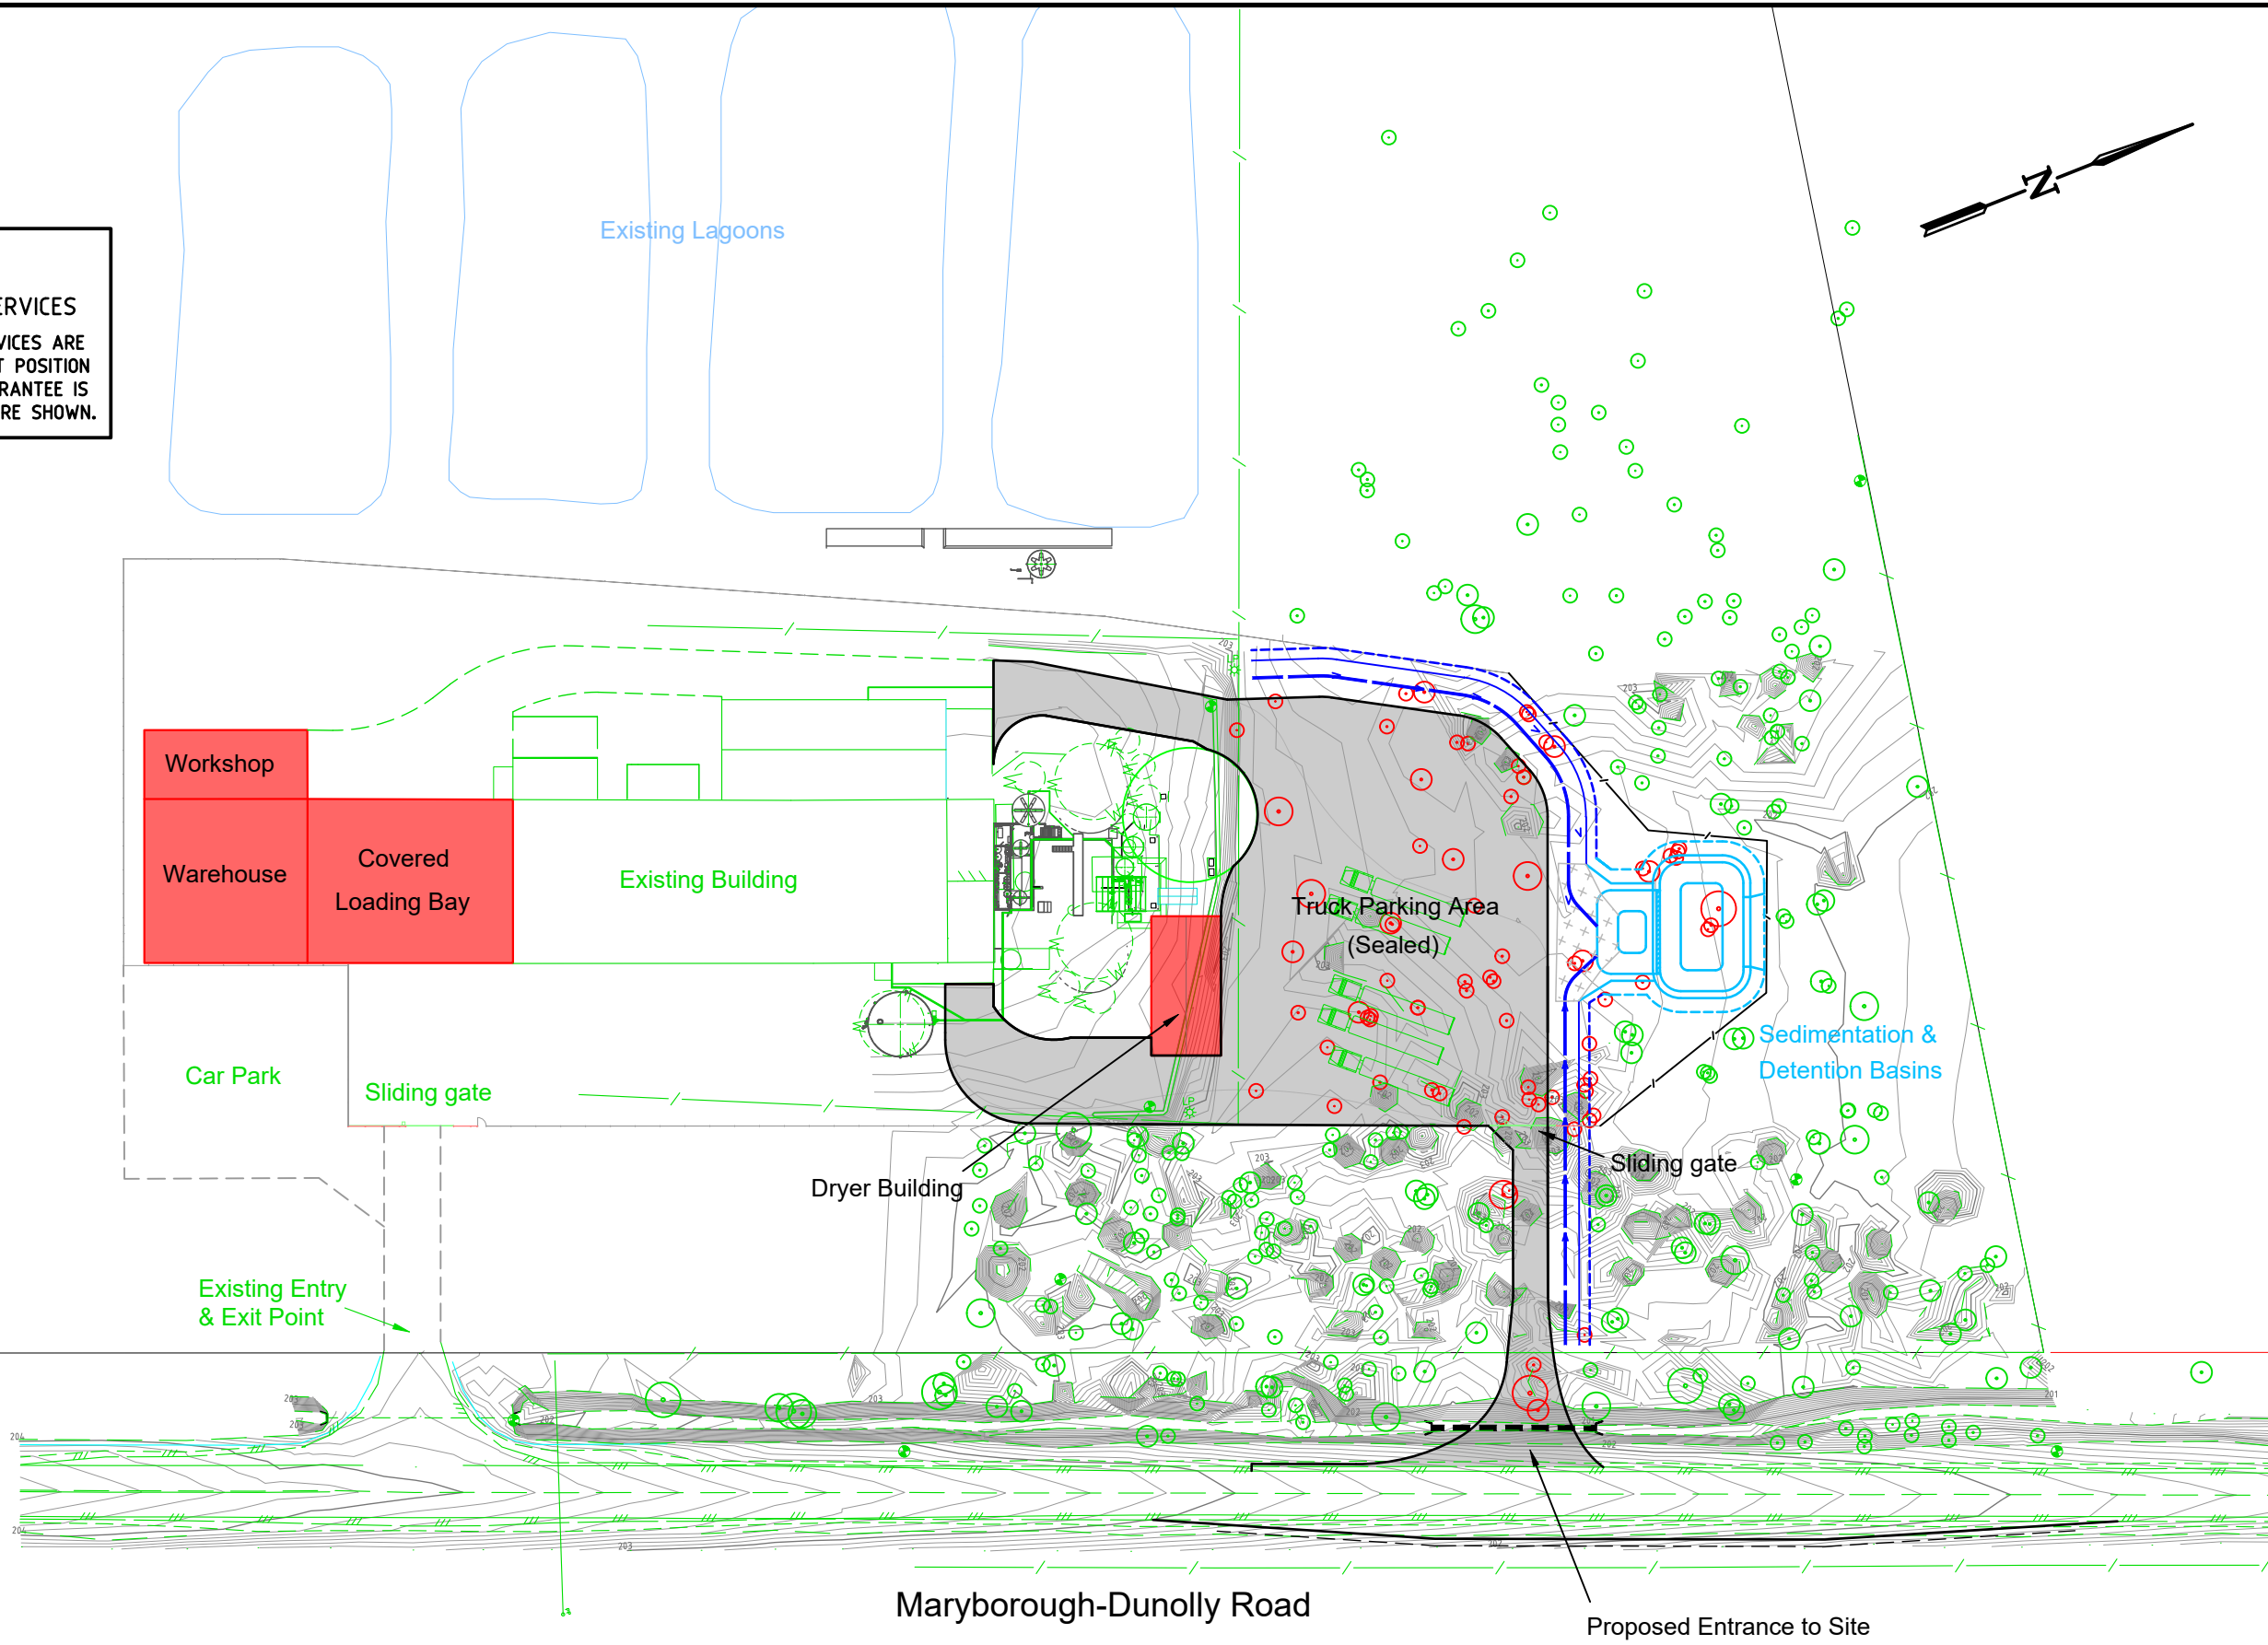 Existing Lagoons
N
ERVICES
VICES ARE
T POSITION
RANTEE IS
RE SHOWN.
Workshop
Warehouse
Covered
Loading Bay
Existing Building
Truck Parking Area
(Sealed)
Sedimentation &
Detention Basins
Car Park
Sliding gate
Sliding gate
Dryer Building
Existing Entry
& Exit Point
Maryborough-Dunolly Road
Proposed Entrance to Site